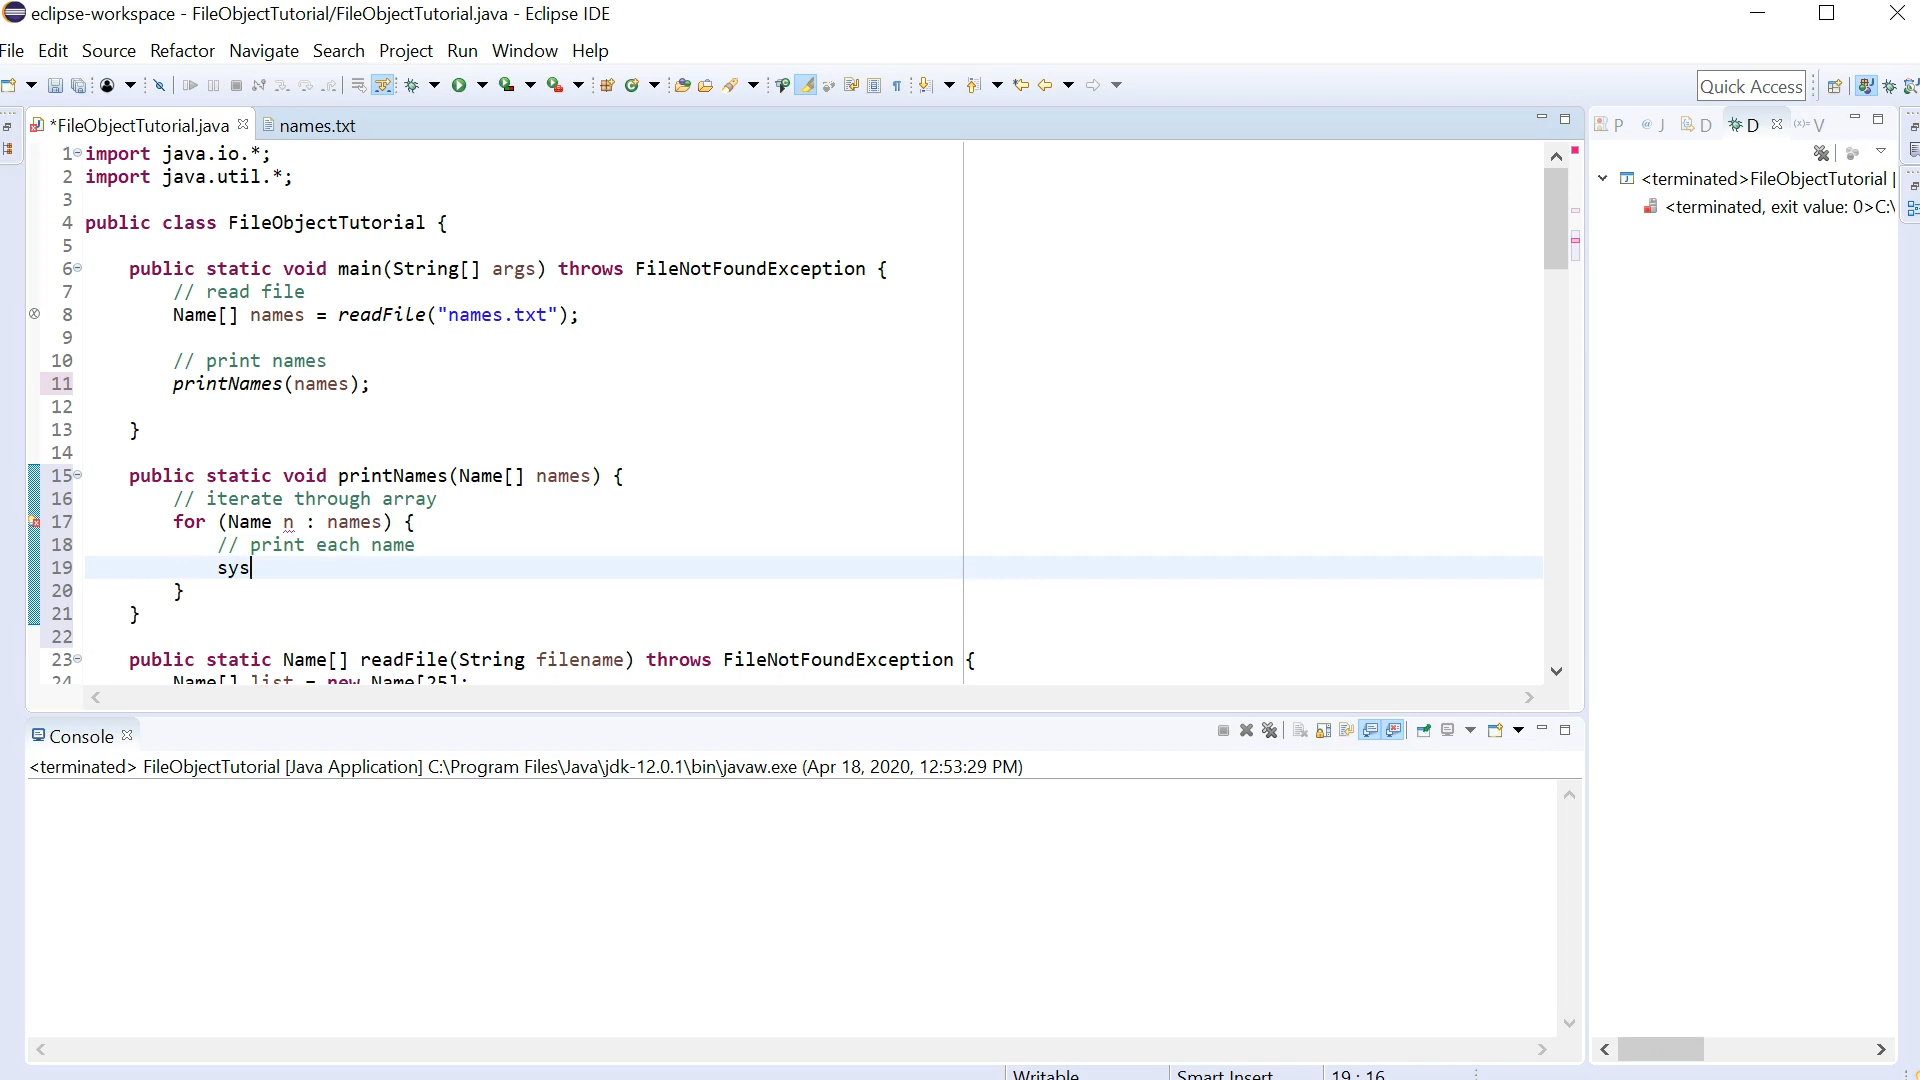 eclipse-workspace - FileObjectTutorial/FileObjectTutorial.java - Eclipse IDE
File Edit Source Refactor Navigate Search Project Run Window Help
Quick Access
*FileObjectTutorial.java names.txt
P @ J D D (x)= V
1 import java.io.*;
2 import java.util.*;
3
4 public class FileObjectTutorial {
5
6 public static void main(String[] args) throws FileNotFoundException {
7 // read file
8 Name[] names = readFile("names.txt");
9
10 // print names
11 printNames(names);
12
13 }
14
15 public static void printNames(Name[] names) {
16 // iterate through array
17 for (Name n : names) {
18 // print each name
19 sys
20 }
21 }
22
23 public static Name[] readFile(String filename) throws FileNotFoundException {
24 Name[] list = new Name[25];
<terminated>FileObjectTutorial [
<terminated, exit value: 0>C:\
Console
<terminated> FileObjectTutorial [Java Application] C:\Program Files\Java\jdk-12.0.1\bin\javaw.exe (Apr 18, 2020, 12:53:29 PM)
Writable Smart Insert 19 : 16